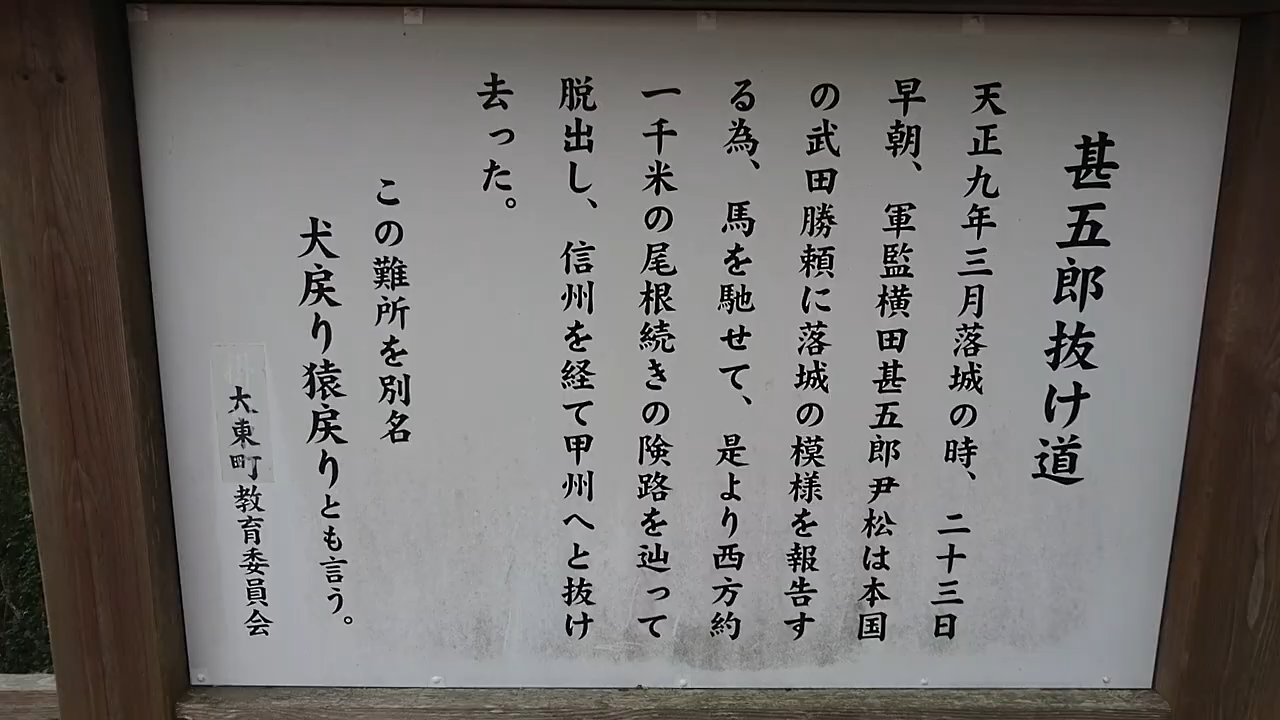 甚五郎抜け道
天正九年三月落城の時、二十三日
早朝、軍監横田甚五郎尹松は本国
の武田勝頼に落城の模様を報告す
る為、馬を馳せて、是より西方約
一千米の尾根続きの険路を辿って
脱出し、信州を経て甲州へと抜け
去った。
この難所を別名
犬戻り猿戻りとも言う。
大東町教育委員会